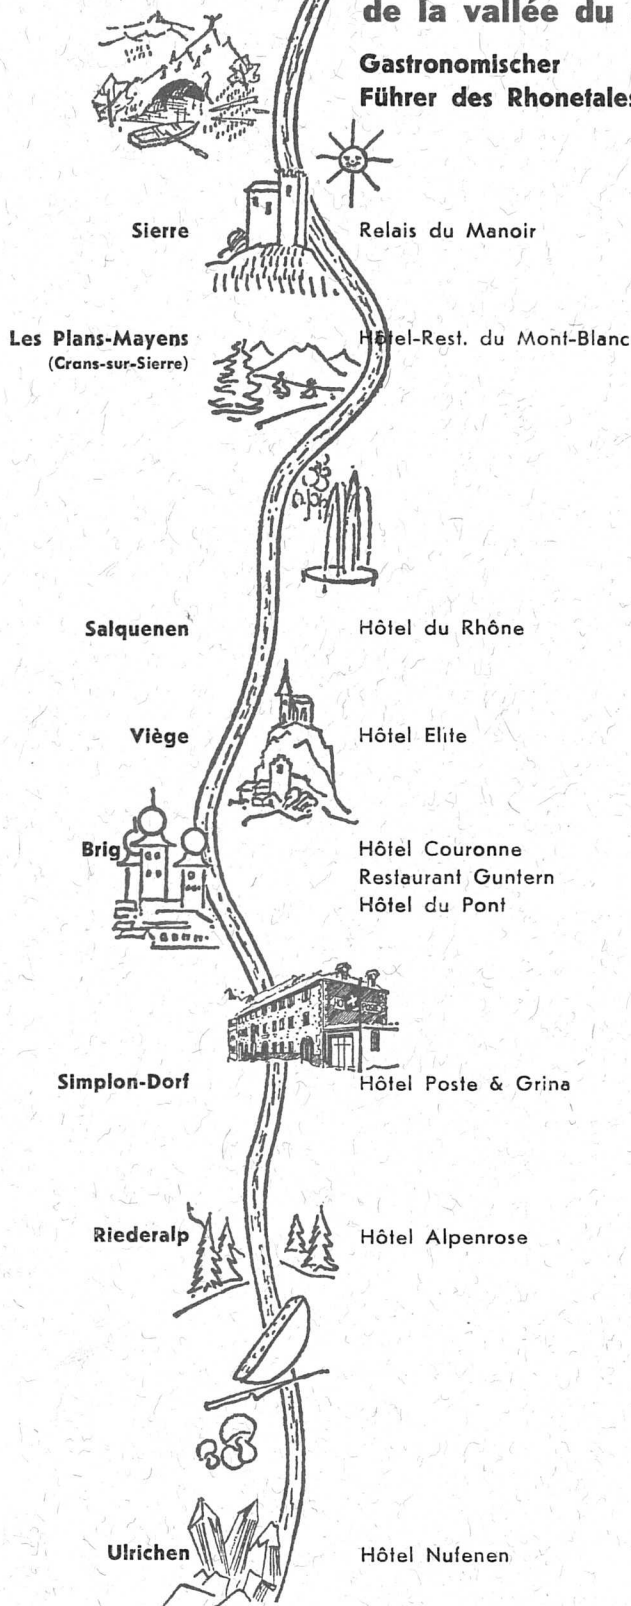 de la vallée du
Gastronomischer
Führer des Rhonetales
Sierre Relais du Manoir
Les Plans-Mayens Hôtel-Rest. du Mont-Blanc
(Crans-sur-Sierre)
Salquenen Hôtel du Rhône
Viège Hôtel Elite
Brig Hôtel Couronne
Restaurant Guntern
Hôtel du Pont
Simplon-Dorf Hôtel Poste & Grina
Riederalp Hôtel Alpenrose
Ulrichen Hôtel Nufenen